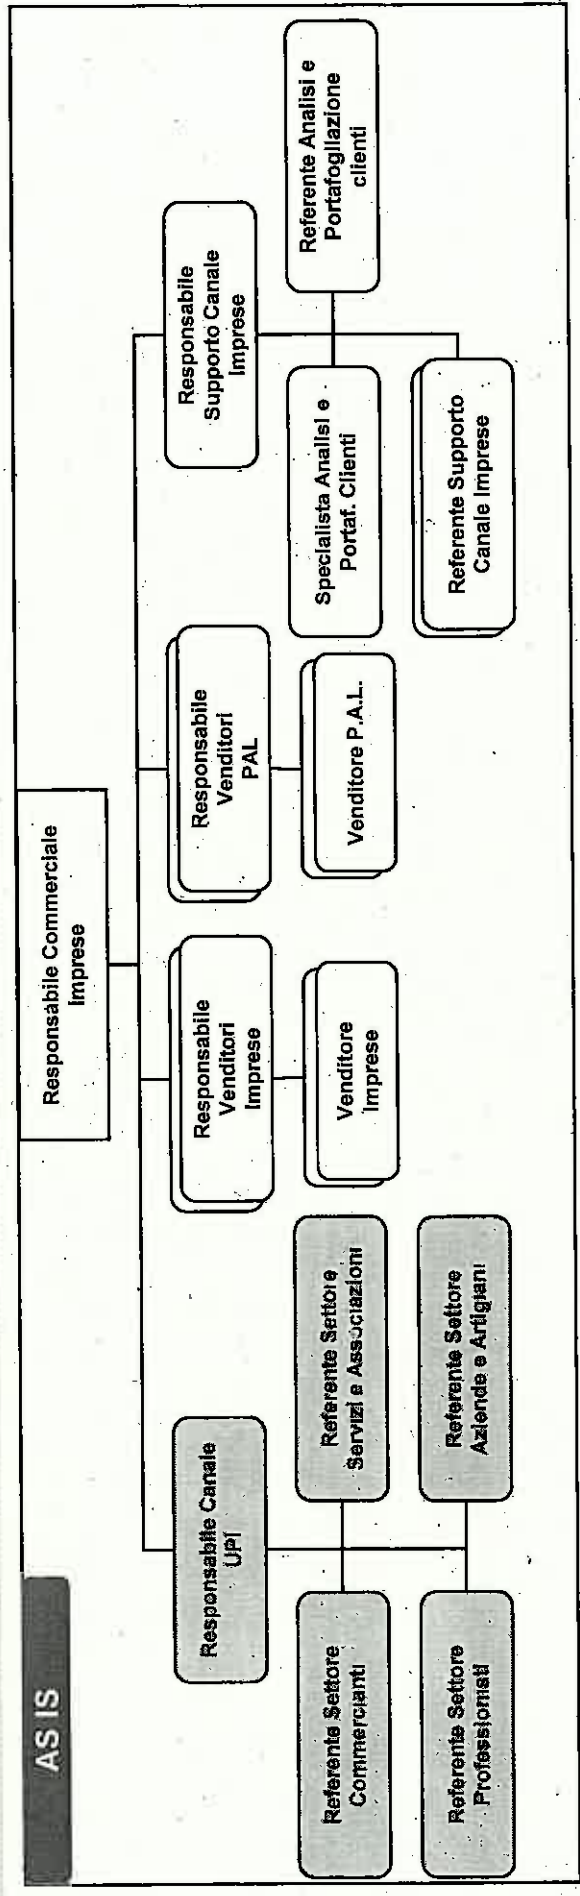 AS IS
Responsabile Commerciale
Imprese
Responsabile Canale
UPI
Responsabile
Venditori
Imprese
Responsabile
Venditori
PAL
Responsabile
Supporto Canale
Imprese
Referente Settore
Commercianti
Referente Settore
Servizi e Associazioni
Referente Settore
Professionisti
Referente Settore
Aziende e Artigiani
Venditore
Imprese
Venditore P.A.L.
Specialista Analisi e
Portaf. Clienti
Referente Analisi e
Portafogliazione
clienti
Referente Supporto
Canale Imprese